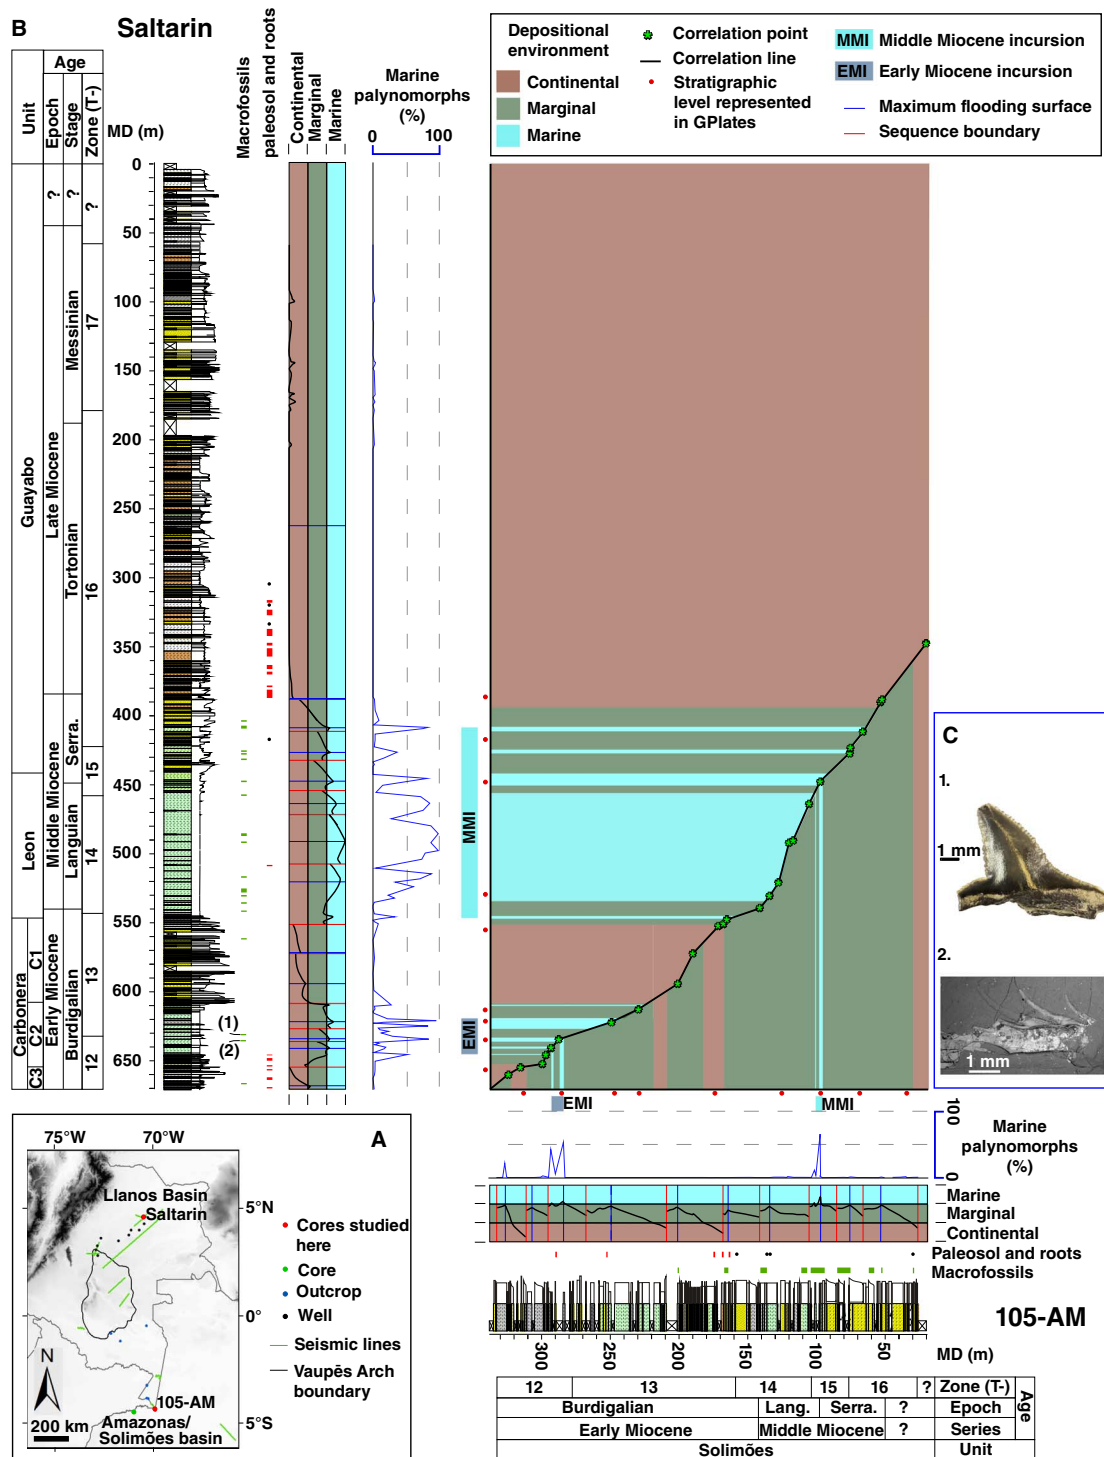 B
Saltarin
Unit
Age
Epoch
Stage
Zone (T-)
MD (m)
Macrofossils
paleosol and roots
Continental
Marginal
Marine
Marine
palynomorphs
(%)
0 100
Depositional
environment
Continental
Marginal
Marine
Correlation point
Correlation line
Stratigraphic
level represented
in GPlates
MMI Middle Miocene incursion
EMI Early Miocene incursion
Maximum flooding surface
Sequence boundary
0
50
100
150
200
250
300
350
400
450
500
550
600
650
Guayabo
Leon
Carbonera
C1
C2
C3
?
Late Miocene
Middle Miocene
Early Miocene
?
Messinian
Tortonian
Serra.
Languian
Burdigalian
?
17
16
15
14
13
12
(1)
(2)
MMI
EMI
EMI
MMI
C
1.
1 mm
2.
1 mm
100
0
Marine
palynomorphs
(%)
Marine
Marginal
Continental
Paleosol and roots
Macrofossils
105-AM
300 250 200 150 100 50
MD (m)
12 13 14 15 16 ? Zone (T-)
Burdigalian Lang. Serra. ? Epoch
Early Miocene Middle Miocene ? Series
Solimões Unit
Age
A
75°W 70°W
5°N
0°
5°S
Llanos Basin
Saltarin
N
200 km
105-AM
Amazonas/
Solimões basin
Cores studied
here
Core
Outcrop
Well
Seismic lines
Vaupēs Arch
boundary